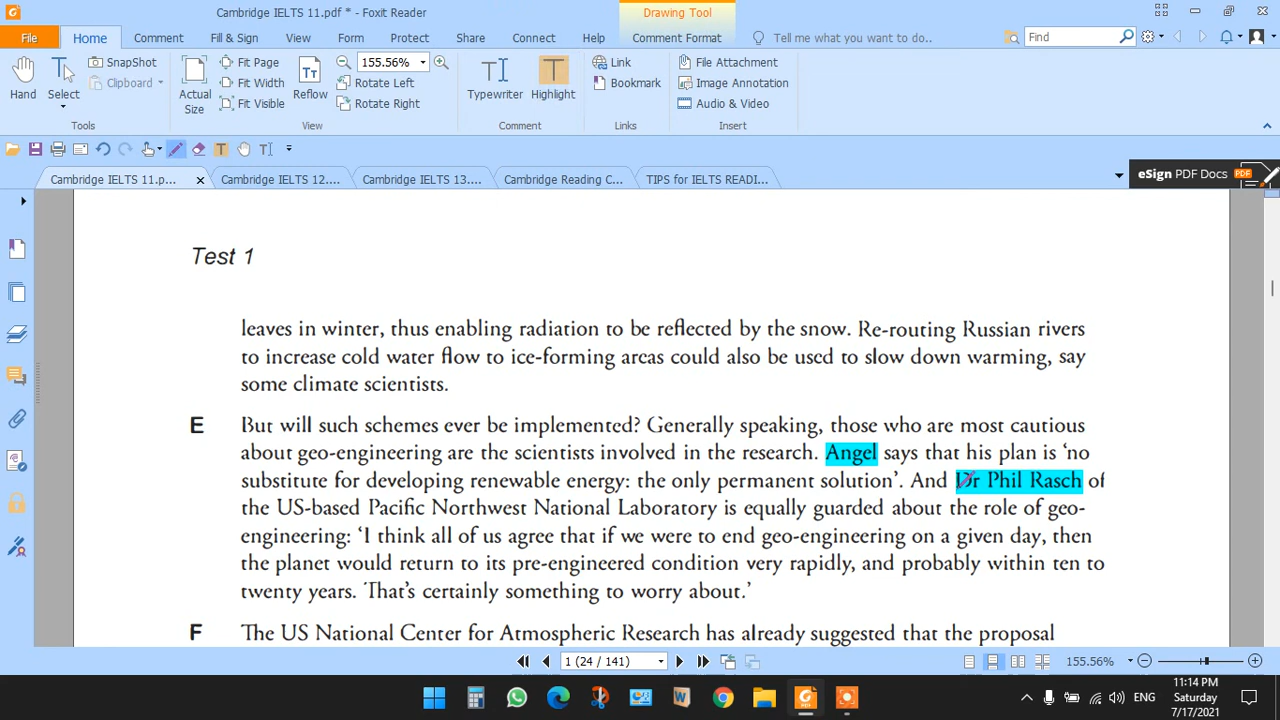 Cambridge IELTS 11.pdf * - Foxit Reader
Drawing Tool
File Home Comment Fill & Sign View Form Protect Share Connect Help Comment Format Tell me what you want to do.. Find
Hand Select SnapShot Clipboard Actual Size Fit Page Fit Width Fit Visible Reflow 155.56% Rotate Left Rotate Right Typewriter Highlight Link Bookmark File Attachment Image Annotation Audio & Video
Tools View Comment Links Insert
Cambridge IELTS 11.p... Cambridge IELTS 12.... Cambridge IELTS 13.... Cambridge Reading C... TIPS for IELTS READI... eSign PDF Docs PDF
Test 1
leaves in winter, thus enabling radiation to be reflected by the snow. Re-routing Russian rivers
to increase cold water flow to ice-forming areas could also be used to slow down warming, say
some climate scientists.
E But will such schemes ever be implemented? Generally speaking, those who are most cautious
about geo-engineering are the scientists involved in the research. Angel says that his plan is ‘no
substitute for developing renewable energy: the only permanent solution’. And Dr Phil Rasch of
the US-based Pacific Northwest National Laboratory is equally guarded about the role of geo-
engineering: ‘I think all of us agree that if we were to end geo-engineering on a given day, then
the planet would return to its pre-engineered condition very rapidly, and probably within ten to
twenty years. That’s certainly something to worry about.’
F The US National Center for Atmospheric Research has already suggested that the proposal
1 (24 / 141) 155.56%
ENG
11:14 PM
Saturday
7/17/2021